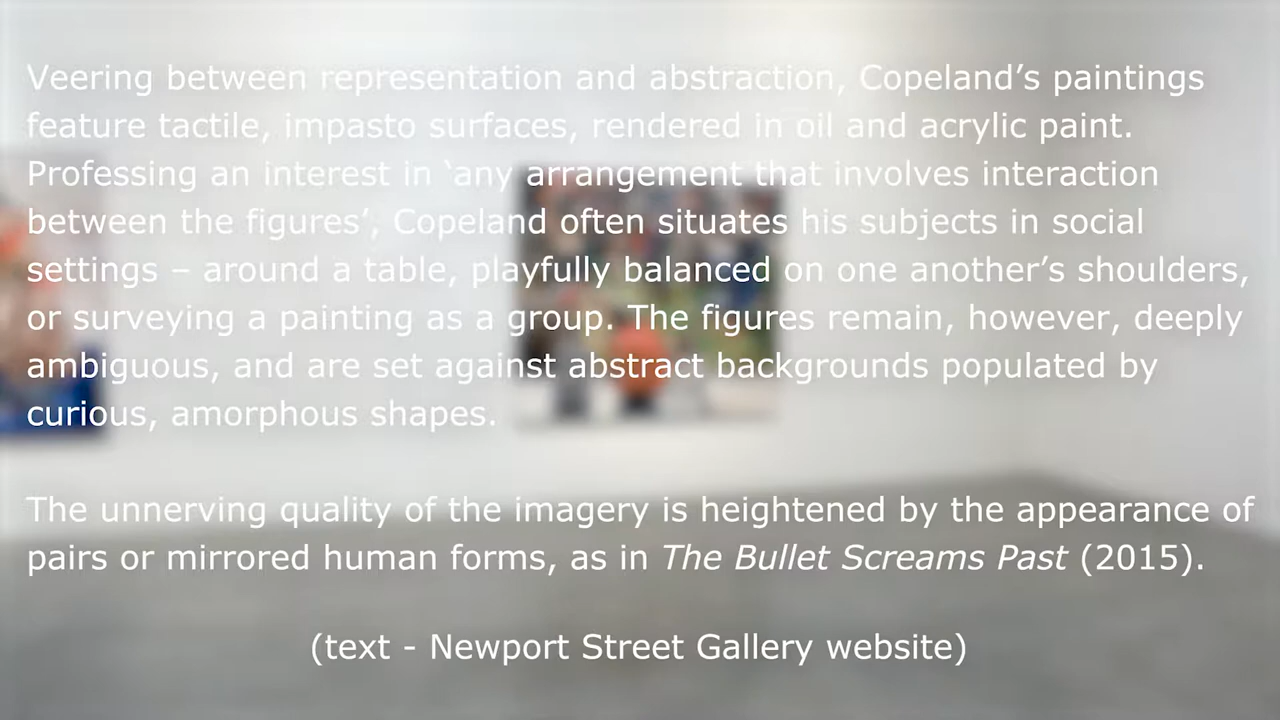 Veering between representation and abstraction, Copeland’s paintings
feature tactile, impasto surfaces, rendered in oil and acrylic paint.
Professing an interest in ‘any arrangement that involves interaction
between the figures’, Copeland often situates his subjects in social
settings – around a table, playfully balanced on one another’s shoulders,
or surveying a painting as a group. The figures remain, however, deeply
ambiguous, and are set against abstract backgrounds populated by
curious, amorphous shapes.
The unnerving quality of the imagery is heightened by the appearance of
pairs or mirrored human forms, as in The Bullet Screams Past (2015).
(text - Newport Street Gallery website)